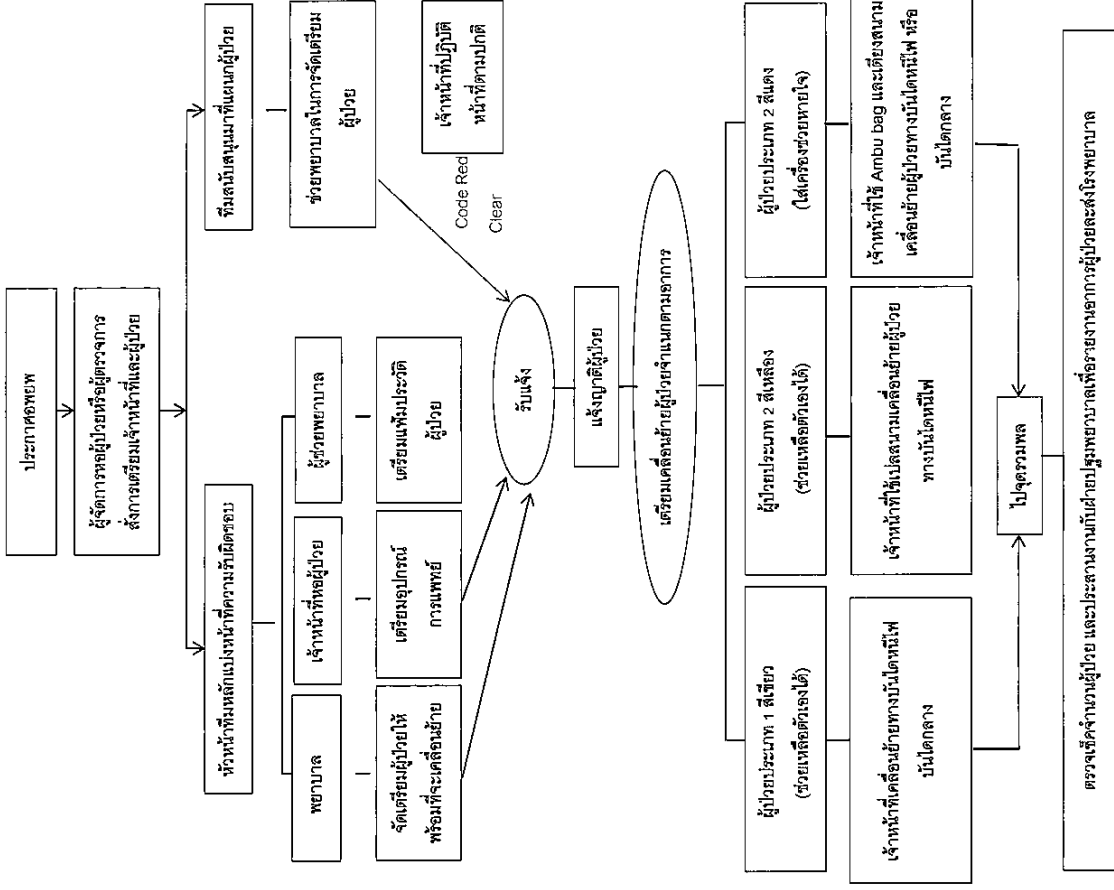 ประกาศอพยพ
ผู้จัดการหอผู้ป่วยหรือผู้ตรวจการ
สั่งการเตรียมเจ้าหน้าที่และผู้ป่วย
หัวหน้าทีมหลักแบ่งหน้าที่ความรับผิดชอบ
ทีมสนับสนุนมาที่แผนกผู้ป่วย
พยาบาล
เจ้าหน้าที่หอผู้ป่วย
ผู้ช่วยพยาบาล
ช่วยพยาบาลในการจัดเตรียม
ผู้ป่วย
จัดเตรียมผู้ป่วยให้
พร้อมที่จะเคลื่อนย้าย
เตรียมอุปกรณ์
การแพทย์
เตรียมแฟ้มประวัติ
ผู้ป่วย
เจ้าหน้าที่ปฏิบัติ
หน้าที่ตามปกติ
Code Red
Clear
รับแจ้ง
แจ้งญาติผู้ป่วย
เตรียมเคลื่อนย้ายผู้ป่วยจำแนกตามอาการ
ผู้ป่วยประเภท 1 สีเขียว
(ช่วยเหลือตัวเองได้)
ผู้ป่วยประเภท 2 สีเหลือง
(ช่วยเหลือตัวเองได้)
ผู้ป่วยประเภท 2 สีแดง
(ใส่เครื่องช่วยหายใจ)
เจ้าหน้าที่เคลื่อนย้ายทางบันไดหนีไฟ
บันไดกลาง
เจ้าหน้าที่ใช้เปลสนามเคลื่อนย้ายผู้ป่วย
ทางบันไดหนีไฟ
เจ้าหน้าที่ใช้ Ambu bag และเตียงสนาม
เคลื่อนย้ายผู้ป่วยทางบันไดหนีไฟ หรือ
บันไดกลาง
ไปจุดรวมพล
ตรวจเช็คจำนวนผู้ป่วย และประสานงานกับฝ่ายปฐมพยาบาลเพื่อรายงานอาการผู้ป่วยละส่งโรงพยาบาล